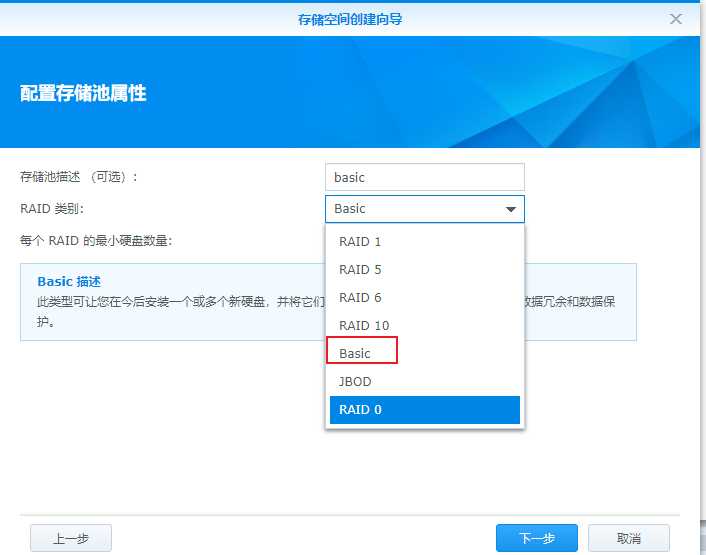 存储空间创建向导
配置存储池属性
存储池描述 （可选）：
basic
RAID 类别:
Basic
每个 RAID 的最小硬盘数量:
RAID 1
RAID 5
RAID 6
RAID 10
Basic
JBOD
RAID 0
Basic 描述
此类型可让您在今后安装一个或多个新硬盘，并将它们
数据冗余和数据保
护。
上一步
下一步
取消